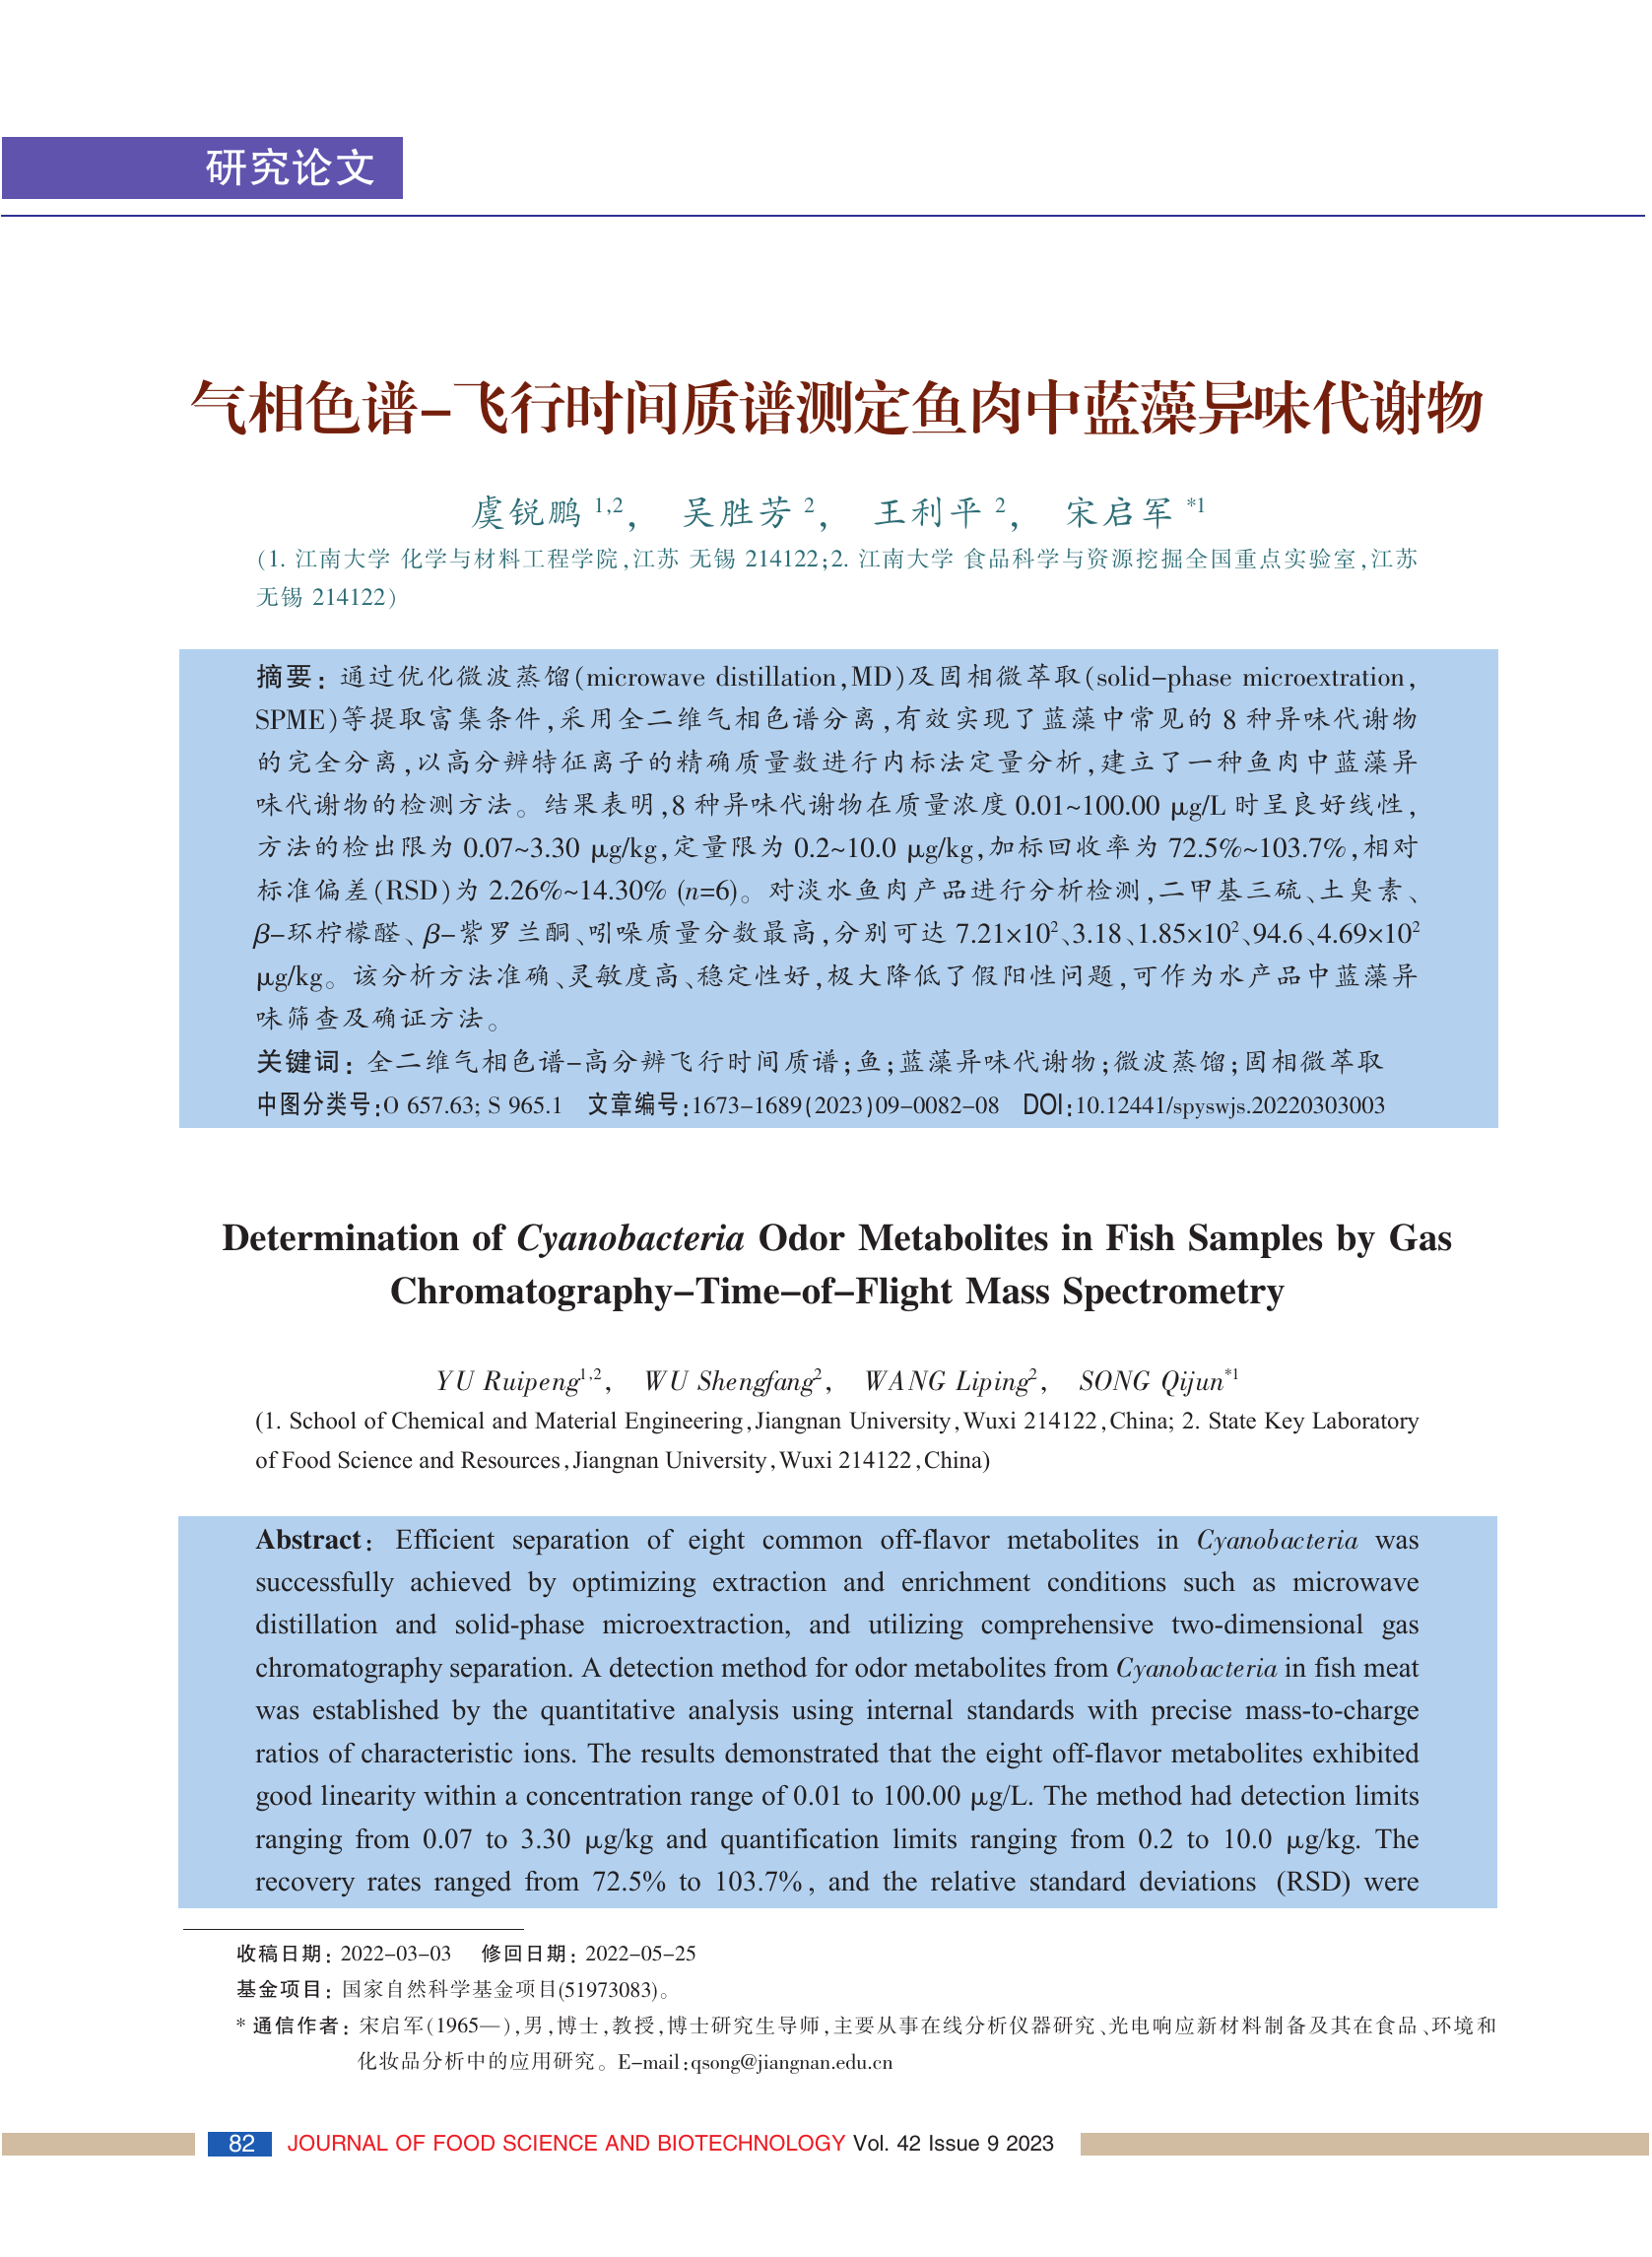 研究论文
气相色谱-飞行时间质谱测定鱼肉中蓝藻异味代谢物
虞锐鹏 1,2, 吴胜芳 2, 王利平 2, 宋启军 *1
(1. 江南大学 化学与材料工程学院,江苏 无锡 214122;2. 江南大学 食品科学与资源挖掘全国重点实验室,江苏
无锡 214122)
摘要: 通过优化微波蒸馏(microwave distillation,MD)及固相微萃取(solid-phase microextration,
SPME)等提取富集条件,采用全二维气相色谱分离,有效实现了蓝藻中常见的 8 种异味代谢物
的完全分离,以高分辨特征离子的精确质量数进行内标法定量分析,建立了一种鱼肉中蓝藻异
味代谢物的检测方法。结果表明,8 种异味代谢物在质量浓度 0.01~100.00 μg/L 时呈良好线性,
方法的检出限为 0.07~3.30 μg/kg,定量限为 0.2~10.0 μg/kg,加标回收率为 72.5%~103.7%,相对
标准偏差(RSD)为 2.26%~14.30% (n=6)。对淡水鱼肉产品进行分析检测,二甲基三硫、土臭素、
β-环柠檬醛、β-紫罗兰酮、吲哚质量分数最高,分别可达 7.21×10²、3.18、1.85×10²、94.6、4.69×10²
μg/kg。该分析方法准确、灵敏度高、稳定性好,极大降低了假阳性问题,可作为水产品中蓝藻异
味筛查及确证方法。
关键词: 全二维气相色谱-高分辨飞行时间质谱;鱼;蓝藻异味代谢物;微波蒸馏;固相微萃取
中图分类号:O 657.63; S 965.1 文章编号:1673-1689(2023)09-0082-08 DOI:10.12441/spyswjs.20220303003
Determination of Cyanobacteria Odor Metabolites in Fish Samples by Gas
Chromatography-Time-of-Flight Mass Spectrometry
YU Ruipeng1,2, WU Shengfang2, WANG Liping2, SONG Qijun*1
(1. School of Chemical and Material Engineering,Jiangnan University,Wuxi 214122,China; 2. State Key Laboratory
of Food Science and Resources,Jiangnan University,Wuxi 214122,China)
Abstract: Efficient separation of eight common off-flavor metabolites in Cyanobacteria was
successfully achieved by optimizing extraction and enrichment conditions such as microwave
distillation and solid-phase microextraction, and utilizing comprehensive two-dimensional gas
chromatography separation. A detection method for odor metabolites from Cyanobacteria in fish meat
was established by the quantitative analysis using internal standards with precise mass-to-charge
ratios of characteristic ions. The results demonstrated that the eight off-flavor metabolites exhibited
good linearity within a concentration range of 0.01 to 100.00 μg/L. The method had detection limits
ranging from 0.07 to 3.30 μg/kg and quantification limits ranging from 0.2 to 10.0 μg/kg. The
recovery rates ranged from 72.5% to 103.7%, and the relative standard deviations (RSD) were
收稿日期: 2022-03-03 修回日期: 2022-05-25
基金项目: 国家自然科学基金项目(51973083)。
* 通信作者: 宋启军(1965—),男,博士,教授,博士研究生导师,主要从事在线分析仪器研究、光电响应新材料制备及其在食品、环境和
化妆品分析中的应用研究。E-mail:qsong@jiangnan.edu.cn
82 JOURNAL OF FOOD SCIENCE AND BIOTECHNOLOGY Vol. 42 Issue 9 2023